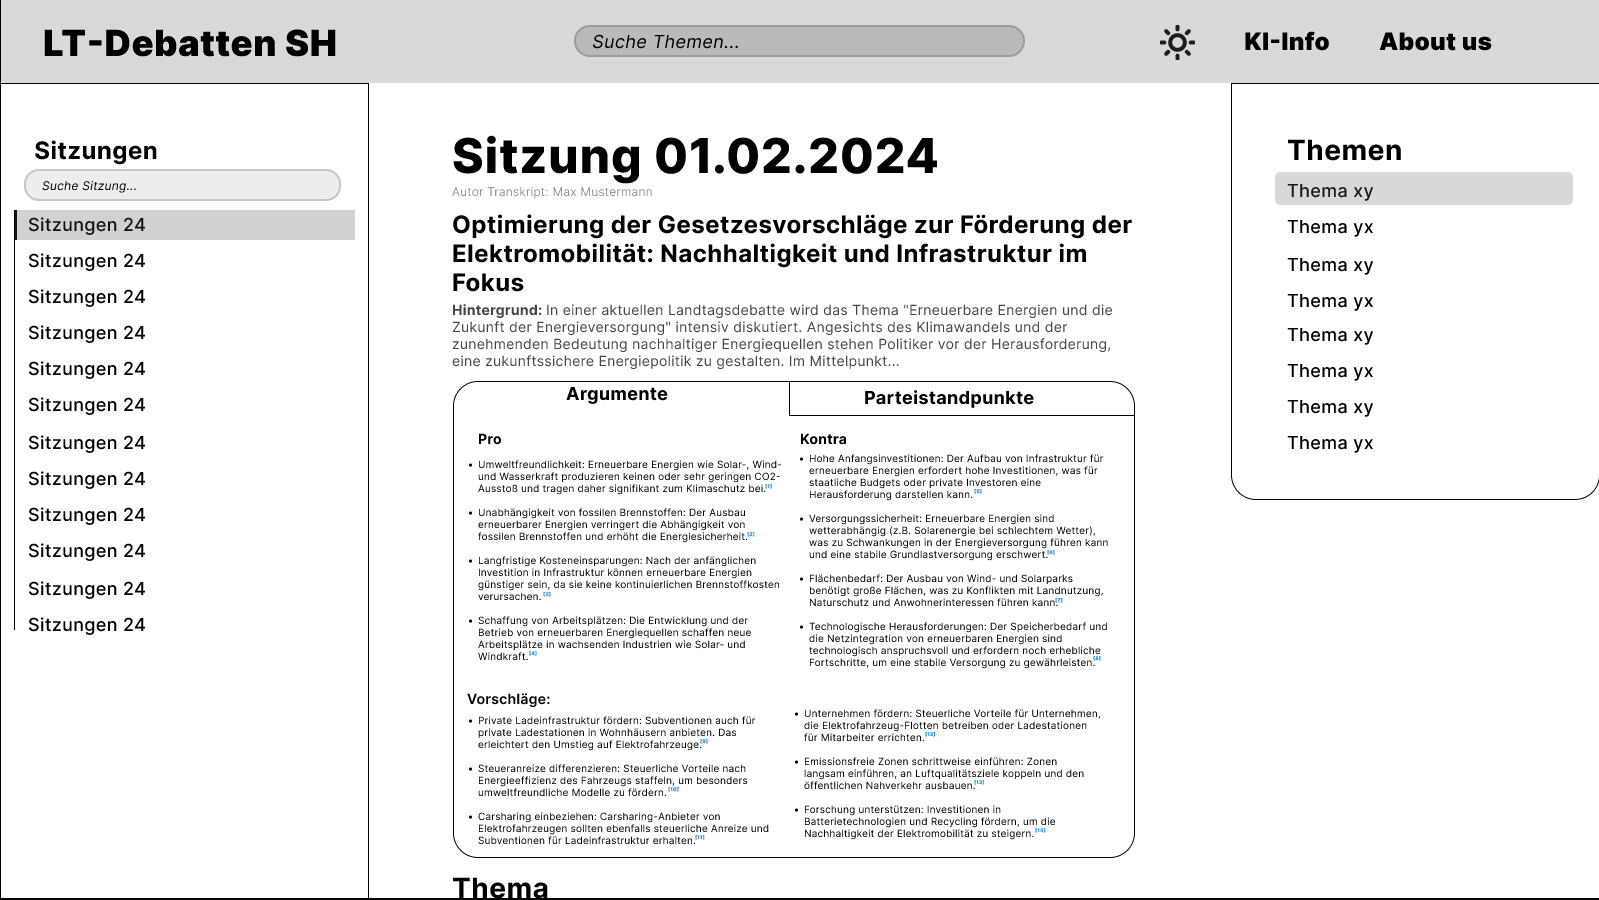 LT-Debatten SH
Suche Themen...
KI-Info
About us
Sitzungen
Suche Sitzung...
Sitzungen 24
Sitzungen 24
Sitzungen 24
Sitzungen 24
Sitzungen 24
Sitzungen 24
Sitzungen 24
Sitzungen 24
Sitzungen 24
Sitzungen 24
Sitzungen 24
Sitzungen 24
Sitzung 01.02.2024
Autor Transkript: Max Mustermann
Optimierung der Gesetzesvorschläge zur Förderung der
Elektromobilität: Nachhaltigkeit und Infrastruktur im
Fokus
Hintergrund: In einer aktuellen Landtagsdebatte wird das Thema "Erneuerbare Energien und die
Zukunft der Energieversorgung" intensiv diskutiert. Angesichts des Klimawandels und der
zunehmenden Bedeutung nachhaltiger Energiequellen stehen Politiker vor der Herausforderung,
eine zukunftssichere Energiepolitik zu gestalten. Im Mittelpunkt...
Argumente
Parteistandpunkte
Pro
• Umweltfreundlichkeit: Erneuerbare Energien wie Solar-, Wind-
und Wasserkraft produzieren keinen oder sehr geringen CO2-
Ausstoß und tragen daher signifikant zum Klimaschutz bei.[1]
• Unabhängigkeit von fossilen Brennstoffen: Der Ausbau
erneuerbarer Energien verringert die Abhängigkeit von
fossilen Brennstoffen und erhöht die Energiesicherheit.[2]
• Langfristige Kosteneinsparungen: Nach der anfänglichen
Investition in Infrastruktur können erneuerbare Energien
günstiger sein, da sie keine kontinuierlichen Brennstoffkosten
verursachen.[3]
• Schaffung von Arbeitsplätzen: Die Entwicklung und der
Betrieb von erneuerbaren Energiequellen schaffen neue
Arbeitsplätze in wachsenden Industrien wie Solar- und
Windkraft.[4]
Kontra
• Hohe Anfangsinvestitionen: Der Aufbau von Infrastruktur für
erneuerbare Energien erfordert hohe Investitionen, was für
staatliche Budgets oder private Investoren eine
Herausforderung darstellen kann.[5]
• Versorgungssicherheit: Erneuerbare Energien sind
wetterabhängig (z.B. Solarenergie bei schlechtem Wetter),
was zu Schwankungen in der Energieversorgung führen kann
und eine stabile Grundlastversorgung erschwert.[6]
• Flächenbedarf: Der Ausbau von Wind- und Solarparks
benötigt große Flächen, was zu Konflikten mit Landnutzung,
Naturschutz und Anwohnerinteressen führen kann.[7]
• Technologische Herausforderungen: Der Speicherbedarf und
die Netzintegration von erneuerbaren Energien sind
technologisch anspruchsvoll und erfordern noch erhebliche
Fortschritte, um eine stabile Versorgung zu gewährleisten.[8]
Vorschläge:
• Private Ladeinfrastruktur fördern: Subventionen auch für
private Ladestationen in Wohnhäusern anbieten. Das
erleichtert den Umstieg auf Elektrofahrzeuge.[9]
• Steueranreize differenzieren: Steuerliche Vorteile nach
Energieeffizienz des Fahrzeugs staffeln, um besonders
umweltfreundliche Modelle zu fördern.[10]
• Carsharing einbeziehen: Carsharing-Anbieter von
Elektrofahrzeugen sollten ebenfalls steuerliche Anreize und
Subventionen für Ladeinfrastruktur erhalten.[11]
• Unternehmen fördern: Steuerliche Vorteile für Unternehmen,
die Elektrofahrzeug-Flotten betreiben oder Ladestationen
für Mitarbeiter errichten.[12]
• Emissionsfreie Zonen schrittweise einführen: Zonen
langsam einführen, an Luftqualitätsziele koppeln und den
öffentlichen Nahverkehr ausbauen.[13]
• Forschung unterstützen: Investitionen in
Batterietechnologien und Recycling fördern, um die
Nachhaltigkeit der Elektromobilität zu steigern.[14]
Thema
Themen
Thema xy
Thema yx
Thema xy
Thema yx
Thema xy
Thema yx
Thema xy
Thema yx